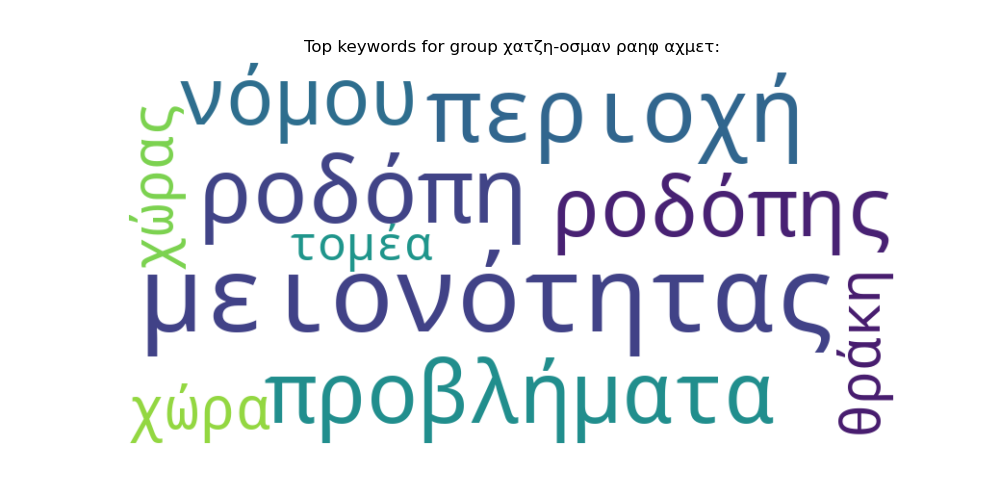 Top keywords for group χατζη-οσμαν ραηφ αχμετ:
νόμου περιοχή
χώρας
ροδόπη ροδόπης
τομέα
μειονότητας
θράκη
προβλήματα
χώρα